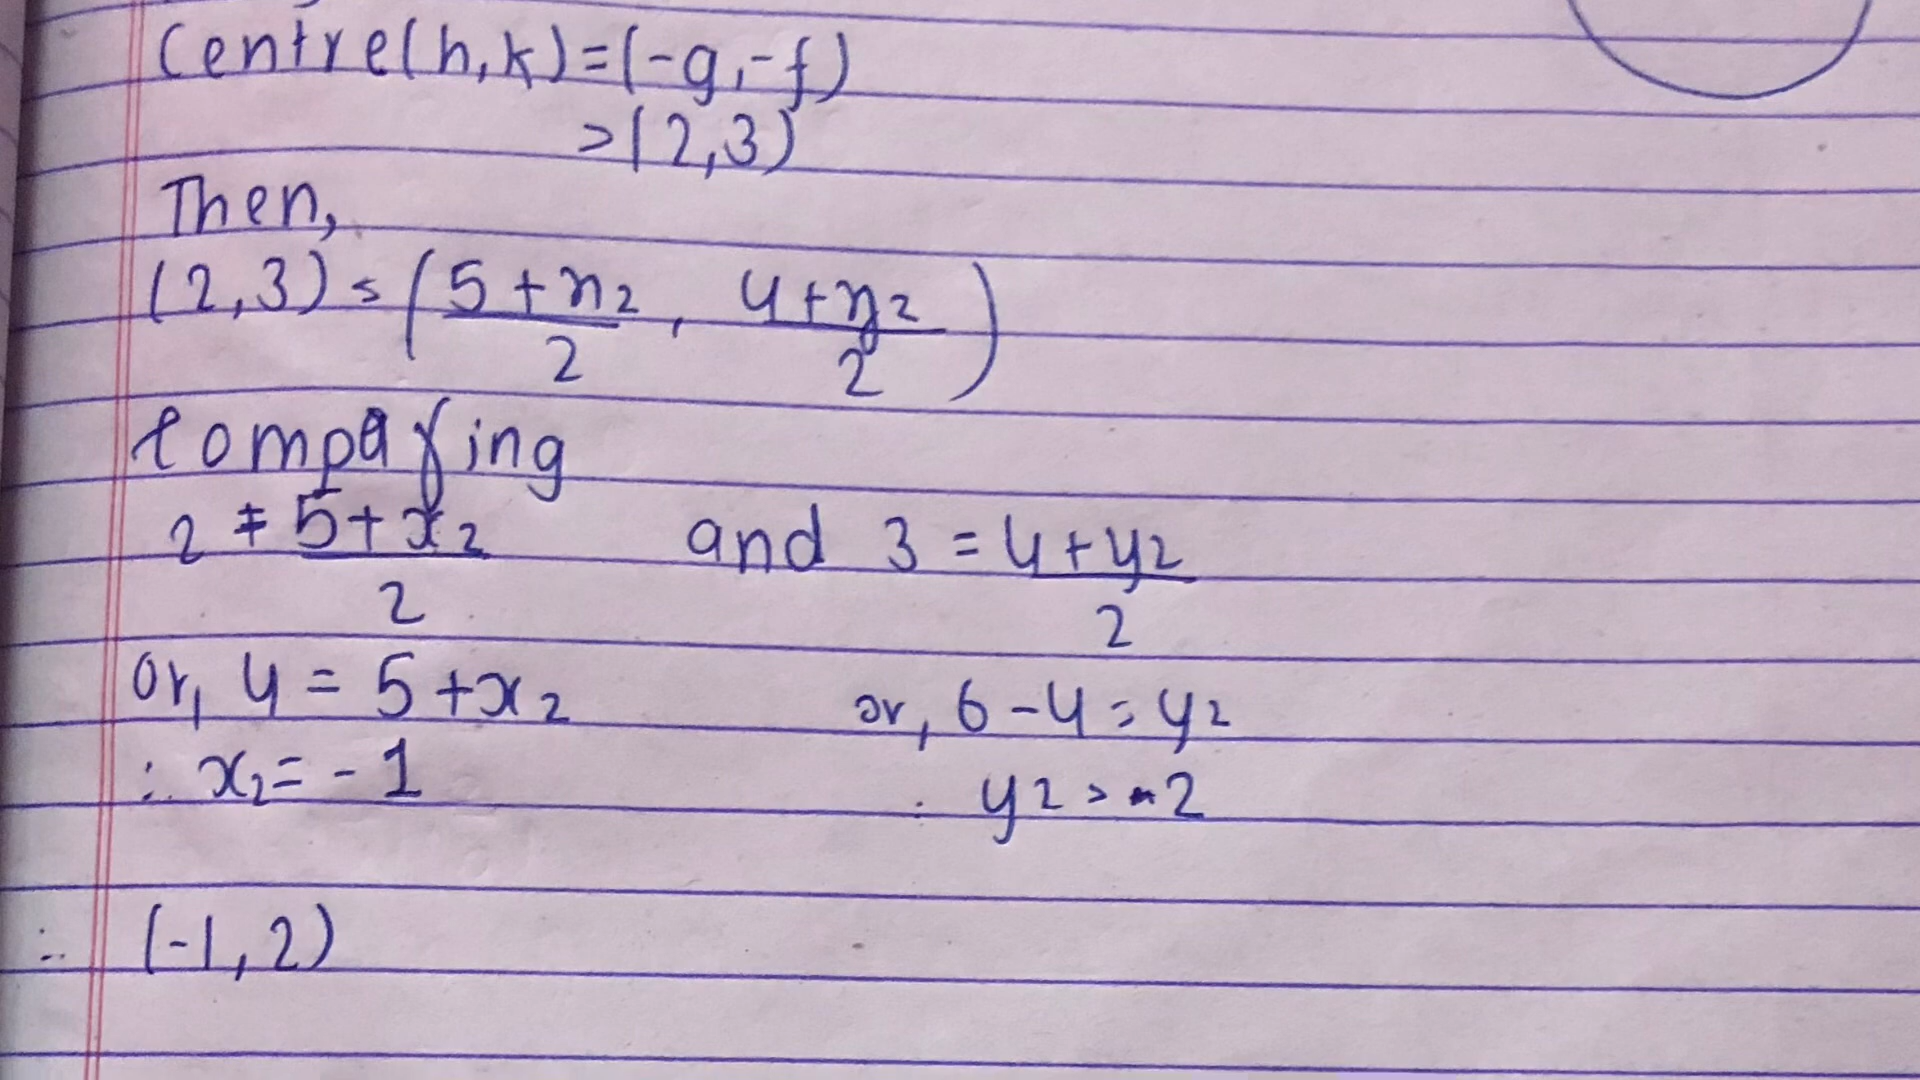 Centre(h,k)=(-g,-f)
>(2,3)
Then,
(2,3)=(5+x2/2, 4+y2/2)
Comparing
2 = 5+x2/2 and 3 = 4+y2/2
or, 4 = 5+x2 or, 6-4=y2
∴ x2=-1 ∴ y2>-2
∴ (-1,2)